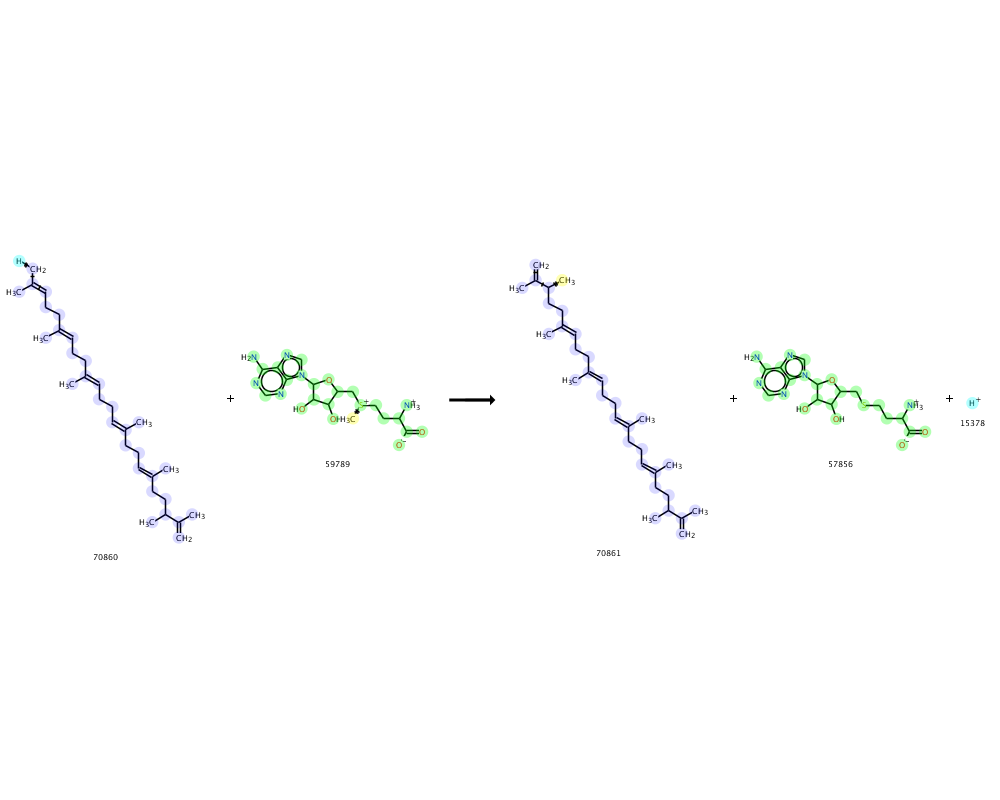 H
CH2
H3C
H3C
H3C
CH3
CH3
H3C
CH3
CH2
70860
+
H2N
N
N
N
N
N
O
HO
OH
S+
H3C
NH3+
O
O-
59789
CH2
H3C
CH3
H3C
H3C
CH3
CH3
H3C
CH3
CH2
70861
+
H2N
N
N
N
N
N
O
HO
OH
S
NH3+
O
O-
57856
+
H+
15378